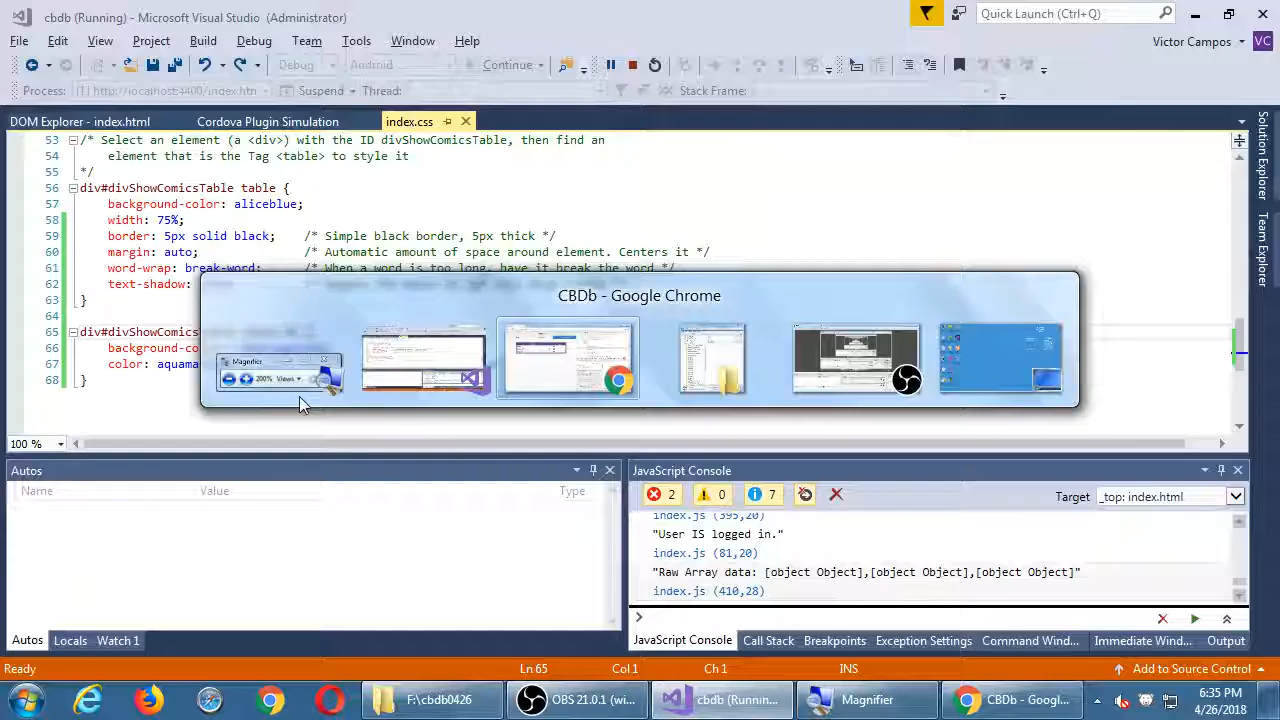 cbdb (Running) - Microsoft Visual Studio (Administrator)
Quick Launch (Ctrl+Q)
File Edit View Project Build Debug Team Tools Window Help
Victor Campos VC
Debug Android Continue
Process: http://localhost:4400/index.htn Suspend Thread: Stack Frame:
DOM Explorer - index.html Cordova Plugin Simulation index.css
53 /* Select an element (a <div>) with the ID divShowComicsTable, then find an
54 element that is the Tag <table> to style it
55 */
56 div#divShowComicsTable table {
57 background-color: aliceblue;
58 width: 75%;
59 border: 5px solid black; /* Simple black border, 5px thick */
60 margin: auto; /* Automatic amount of space around element. Centers it */
61 word-wrap: break-word; /* When a word is too long, have it break the word */
62 text-shadow:
63 }
64
65 div#divShowComics
66 background-co
67 color: aquama
68 }
CBDb - Google Chrome
Magnifier
200% Views
Solution Explorer
Team Explorer
100 %
Autos
Name Value Type
JavaScript Console
2 0 7 Target _top: index.html
index.js (395,20)
"User IS logged in."
index.js (81,20)
"Raw Array data: [object Object],[object Object],[object Object]"
index.js (410,28)
Autos Locals Watch 1
JavaScript Console Call Stack Breakpoints Exception Settings Command Wind... Immediate Wind... Output
Ready Ln 65 Col 1 Ch 1 INS Add to Source Control
F:\cbdb0426 OBS 21.0.1 (wi... cbdb (Runnin... Magnifier CBDb - Googl...
6:35 PM
4/26/2018